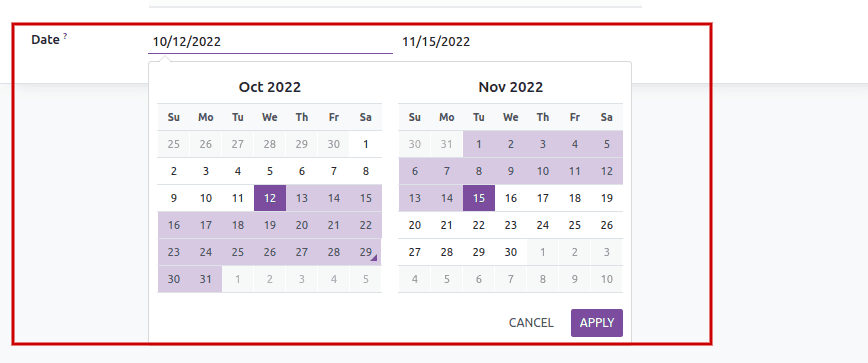 Date ? 10/12/2022 11/15/2022
Oct 2022 Nov 2022
Su Mo Tu We Th Fr Sa Su Mo Tu We Th Fr Sa
25 26 27 28 29 30 1 30 31 1 2 3 4 5
2 3 4 5 6 7 8 6 7 8 9 10 11 12
9 10 11 12 13 14 15 13 14 15 16 17 18 19
16 17 18 19 20 21 22 20 21 22 23 24 25 26
23 24 25 26 27 28 29 27 28 29 30 1 2 3
30 31 1 2 3 4 5 4 5 6 7 8 9 10
CANCEL APPLY